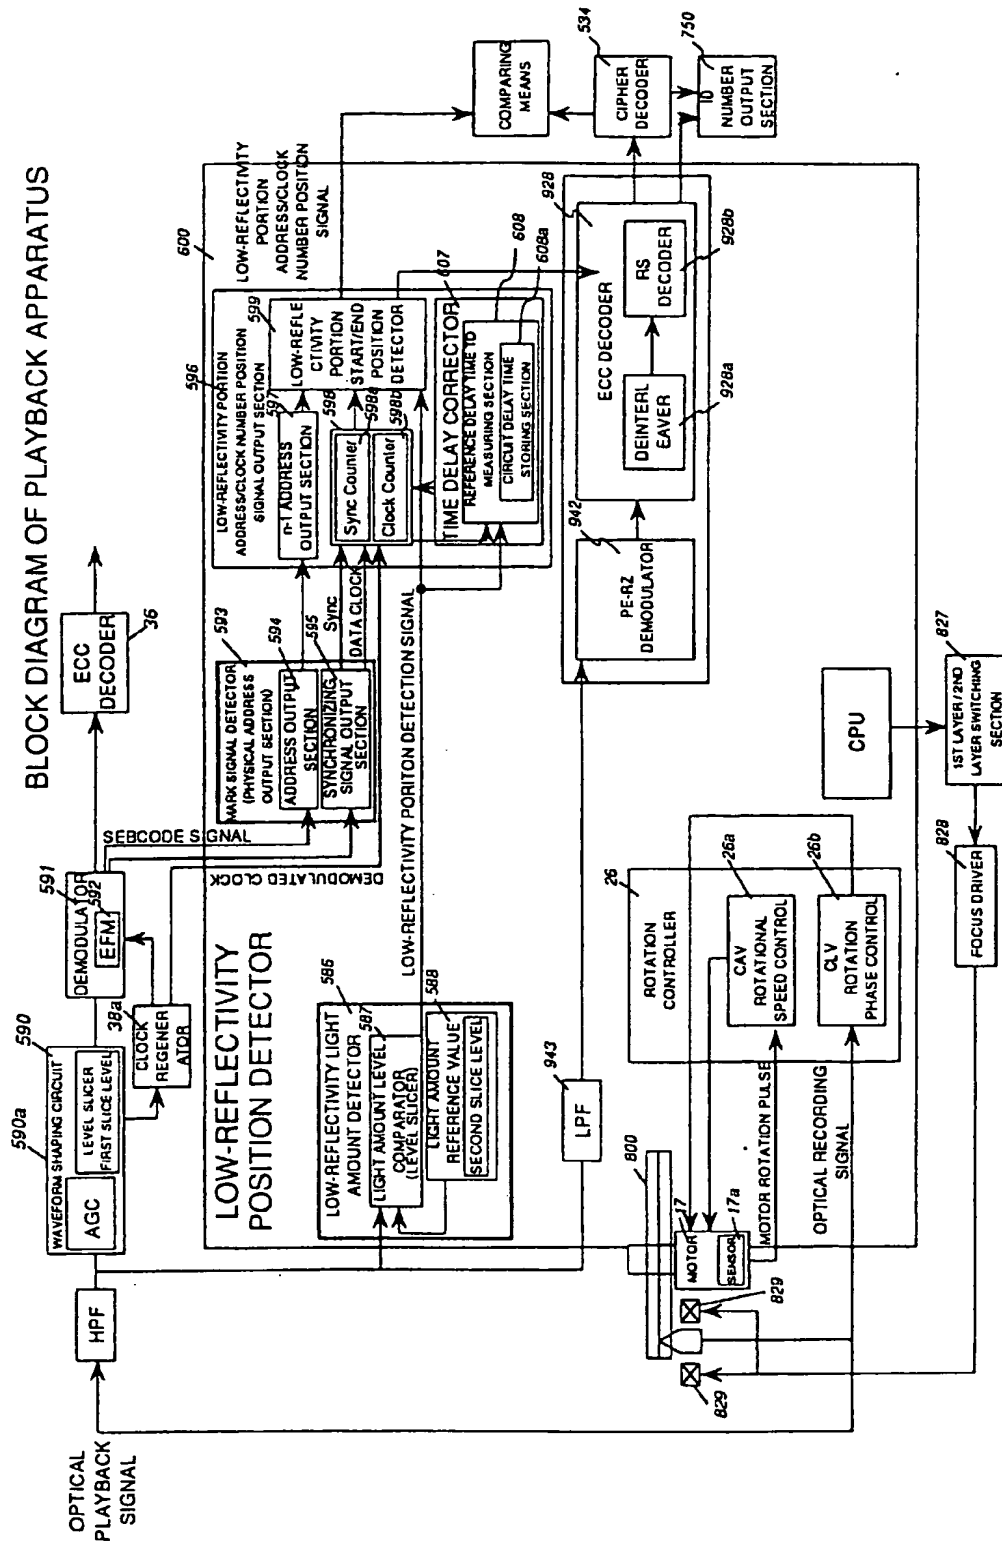 BLOCK DIAGRAM OF PLAYBACK APPARATUS
OPTICAL
PLAYBACK
SIGNAL
HPF
590a
590
WAVEFORM SHAPING CIRCUIT
AGC
LEVEL SLICER
FIRST SLICE LEVEL
38a
CLOCK
REGENER
ATOR
591
DEMODULATOR
592
EFM
ECC
DECODER
36
SEBCODE SIGNAL
DEMODULATED CLOCK
LOW-REFLECTIVITY
POSITION DETECTOR
600
LOW-REFLECTIVITY
PORTION
ADDRESS/CLOCK
NUMBER POSITION
SIGNAL
593
MARK SIGNAL DETECTOR
(PHYSICAL ADDRESS
OUTPUT SECTION)
594
ADDRESS OUTPUT
SECTION
595
SYNCHRONIZING
SIGNAL OUTPUT
SECTION
Sync
DATA CLOCK
596
LOW-REFLECTIVITY PORTION
ADDRESS/CLOCK NUMBER POSITION
SIGNAL OUTPUT SECTION
597
n-1 ADDRESS
OUTPUT SECTION
598
598a
Sync Counter
598b
Clock Counter
599
LOW-REFLE
CTIVITY
PORTION
START/END
POSITION
DETECTOR
607
TIME DELAY CORRECTOR
608
REFERENCE DELAY TIME TO
MEASURING SECTION
608a
CIRCUIT DELAY TIME
STORING SECTION
COMPARING
MEANS
534
CIPHER
DECODER
750
ID
NUMBER
OUTPUT
SECTION
586
LOW-REFLECTIVITY LIGHT
AMOUNT DETECTOR
587
LIGHT AMOUNT LEVEL
COMPARATOR
(LEVEL SLICER)
588
LIGHT AMOUNT
REFERENCE VALUE
SECOND SLICE LEVEL
LOW-REFLECTIVITY PORITON DETECTION SIGNAL
943
LPF
942
PE-RZ
DEMODULATOR
928
ECC DECODER
DEINTERL
EAVER
928a
RS
DECODER
928b
800
17
MOTOR
17a
SENSOR
829
829
MOTOR ROTATION PULSE
OPTICAL RECORDING
SIGNAL
26
ROTATION
CONTROLLER
26a
CAV
ROTATIONAL
SPEED CONTROL
26b
CLV
ROTATION
PHASE CONTROL
CPU
827
1ST LAYER/2ND
LAYER SWITCHING
SECTION
828
FOCUS DRIVER